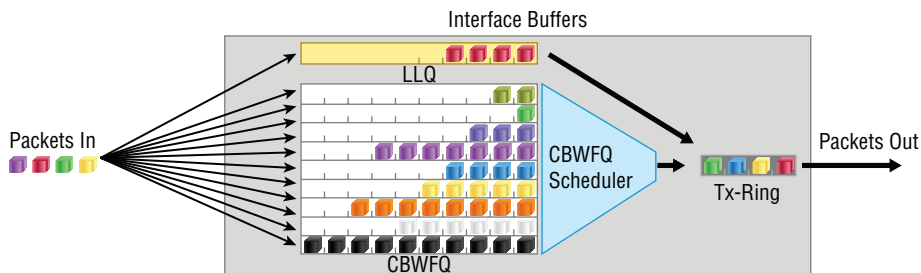 Interface Buffers
LLQ
Packets In
CBWFQ
Scheduler
Packets Out
Tx-Ring
CBWFQ